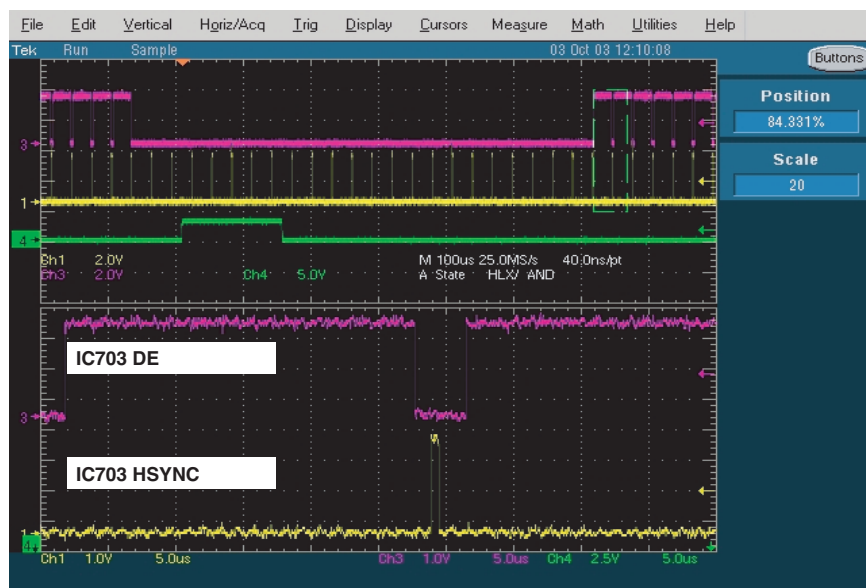 File Edit Vertical Horiz/Acq Trig Display Cursors Measure Math Utilities Help
Tek Run Sample 03 Oct 03 12:10:08
Buttons
Position
84.331%
Scale
20
3
1
4
Ch1 2.0V M 100us 25.0MS/s 40.0ns/pt
Ch3 2.0V Ch4 5.0V A State HLX/ AND
IC703 DE
3
IC703 HSYNC
1
4
Ch1 1.0V 5.0us Ch3 1.0V 5.0us Ch4 2.5V 5.0us